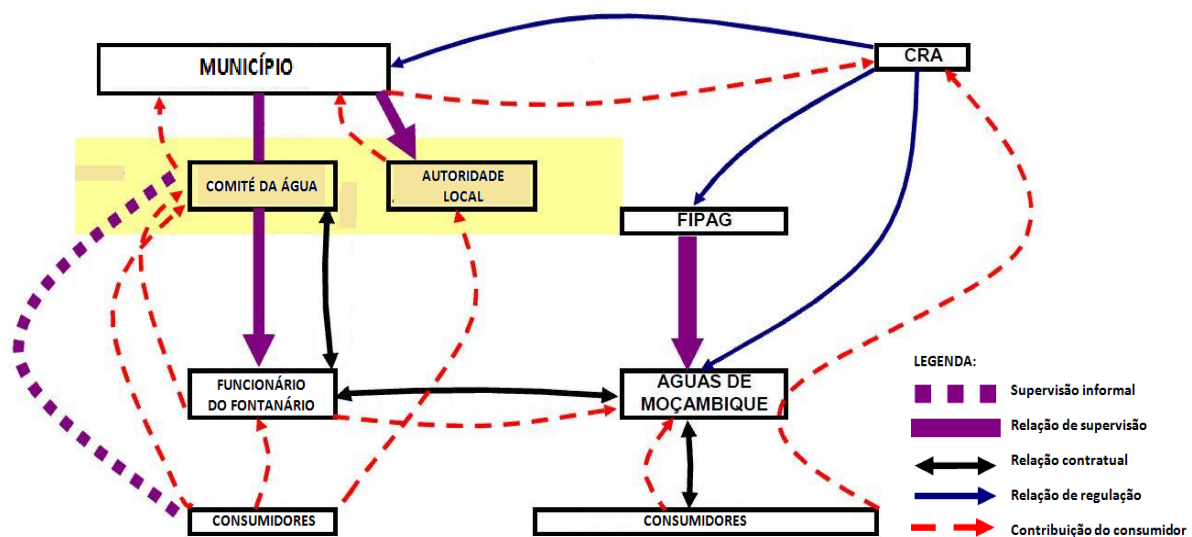 MUNICÍPIO
CRA
COMITÉ DA ÁGUA
AUTORIDADE
LOCAL
FIPAG
FUNCIONÁRIO
DO FONTANÁRIO
AGUAS DE
MOÇAMBIQUE
CONSUMIDORES
CONSUMIDORES
LEGENDA:
Supervisão informal
Relação de supervisão
Relação contratual
Relação de regulação
Contribuição do consumidor